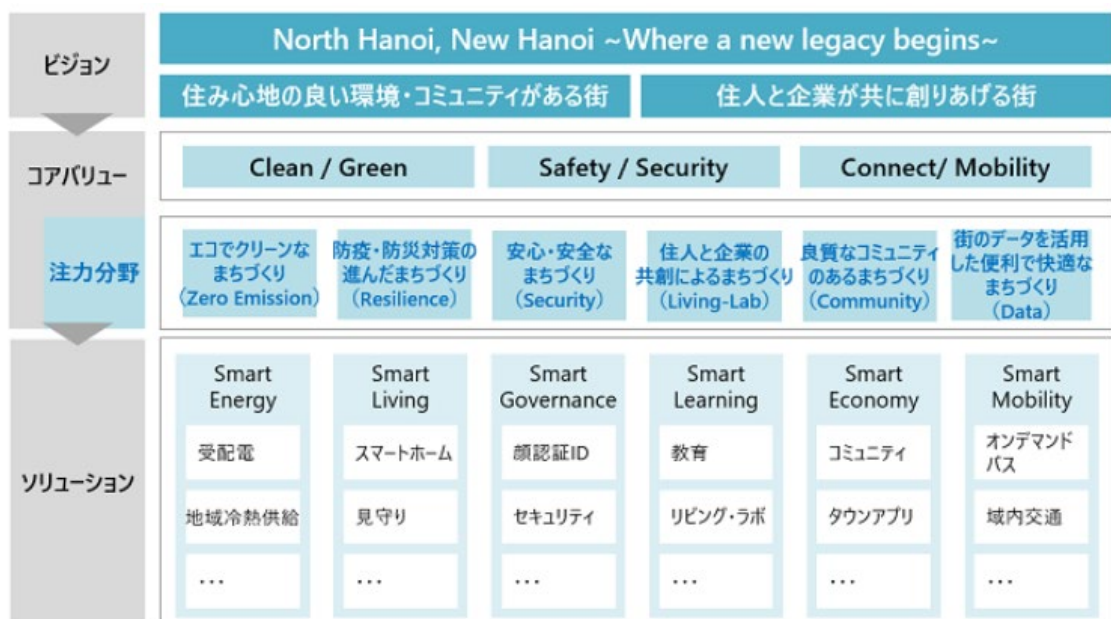 ビジョン
North Hanoi, New Hanoi ~Where a new legacy begins~
住み心地の良い環境・コミュニティがある街
住人と企業が共に創りあげる街
コアバリュー
Clean / Green
Safety / Security
Connect/ Mobility
注力分野
エコでクリーンな
まちづくり
(Zero Emission)
防疫・防災対策の
進んだまちづくり
(Resilience)
安心・安全な
まちづくり
(Security)
住人と企業の
共創によるまちづくり
(Living-Lab)
良質なコミュニティ
のあるまちづくり
(Community)
街のデータを活用
した便利で快適な
まちづくり
(Data)
ソリューション
Smart
Energy
受配電
地域冷熱供給
...
Smart
Living
スマートホーム
見守り
...
Smart
Governance
顔認証ID
セキュリティ
...
Smart
Learning
教育
リビング・ラボ
...
Smart
Economy
コミュニティ
タウンアプリ
...
Smart
Mobility
オンデマンド
バス
域内交通
...